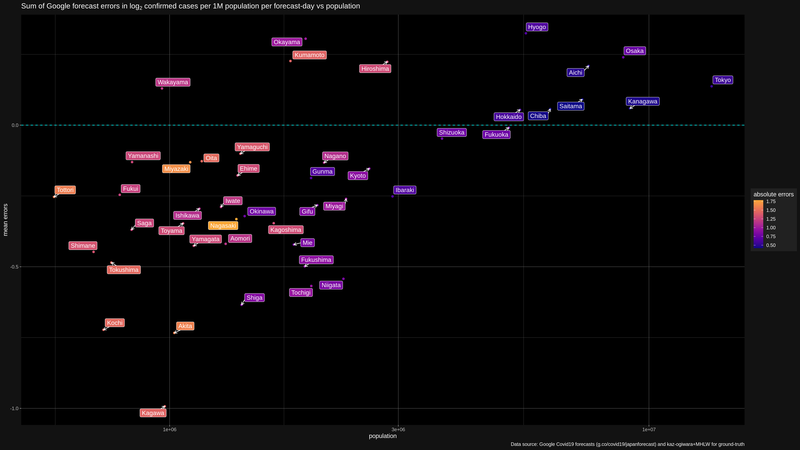 Sum of Google forecast errors in log2 confirmed cases per 1M population per forecast-day vs population
Hyogo
Okayama
Osaka
Kumamoto
Hiroshima
Aichi
Wakayama
Tokyo
Kanagawa
Saitama
Hokkaido
Chiba
0.0
Shizuoka
Fukuoka
Yamaguchi
Yamanashi
Oita
Nagano
Miyazaki
Ehime
Gunma
Kyoto
Tottori
Fukui
Ibaraki
absolute errors
1.75
1.50
1.25
1.00
0.75
0.50
Iwate
Miyagi
Ishikawa
Okinawa
Gifu
mean errors
Saga
Nagasaki
Toyama
Kagoshima
Yamagata
Aomori
Mie
Shimane
Fukushima
-0.5
Tokushima
Niigata
Tochigi
Shiga
Kochi
Akita
-1.0
Kagawa
1e+06
3e+06
1e+07
population
Data source: Google Covid19 forecasts (g.co/covid19/japanforecast) and kaz-ogiwara+MHLW for ground-truth